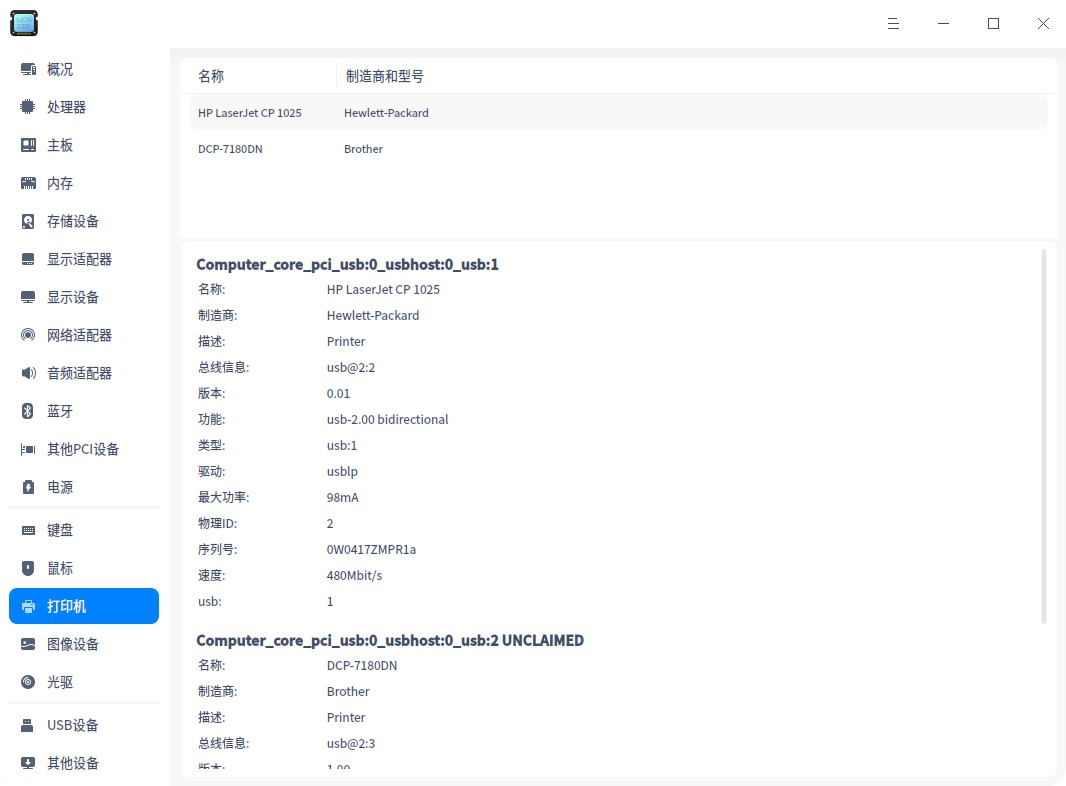 概况
处理器
主板
内存
存储设备
显示适配器
显示设备
网络适配器
音频适配器
蓝牙
其他PCI设备
电源
键盘
鼠标
打印机
图像设备
光驱
USB设备
其他设备
名称 制造商和型号
HP LaserJet CP 1025 Hewlett-Packard
DCP-7180DN Brother
Computer_core_pci_usb:0_usbhost:0_usb:1
名称: HP LaserJet CP 1025
制造商: Hewlett-Packard
描述: Printer
总线信息: usb@2:2
版本: 0.01
功能: usb-2.00 bidirectional
类型: usb:1
驱动: usblp
最大功率: 98mA
物理ID: 2
序列号: 0W0417ZMPR1a
速度: 480Mbit/s
usb: 1
Computer_core_pci_usb:0_usbhost:0_usb:2 UNCLAIMED
名称: DCP-7180DN
制造商: Brother
描述: Printer
总线信息: usb@2:3
版本: 1.00